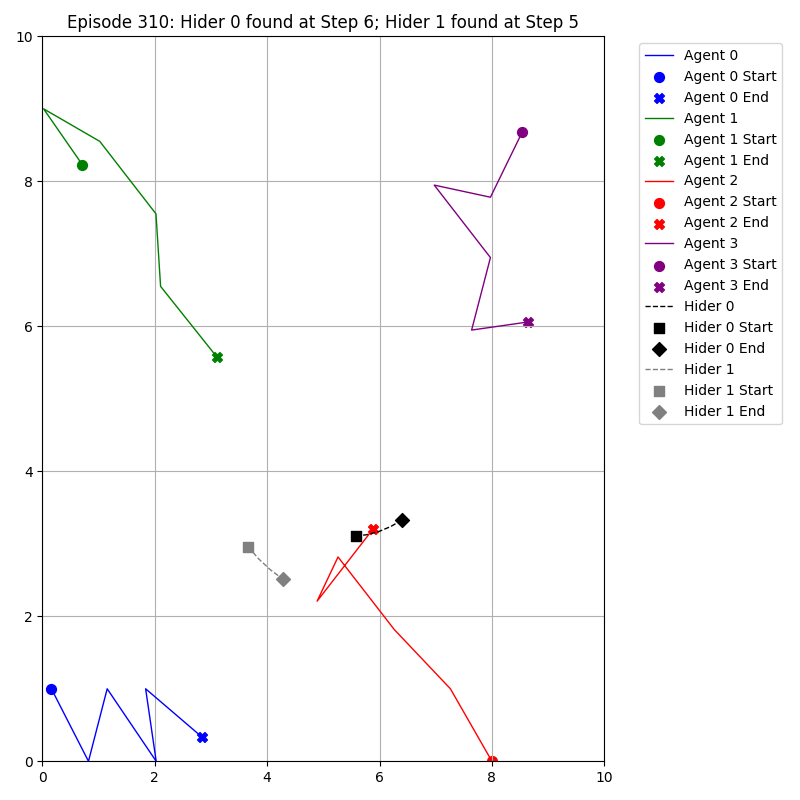 Episode 310: Hider 0 found at Step 6; Hider 1 found at Step 5
10
8
6
4
2
0
0
2
4
6
8
10
Agent 0
Agent 0 Start
Agent 0 End
Agent 1
Agent 1 Start
Agent 1 End
Agent 2
Agent 2 Start
Agent 2 End
Agent 3
Agent 3 Start
Agent 3 End
Hider 0
Hider 0 Start
Hider 0 End
Hider 1
Hider 1 Start
Hider 1 End